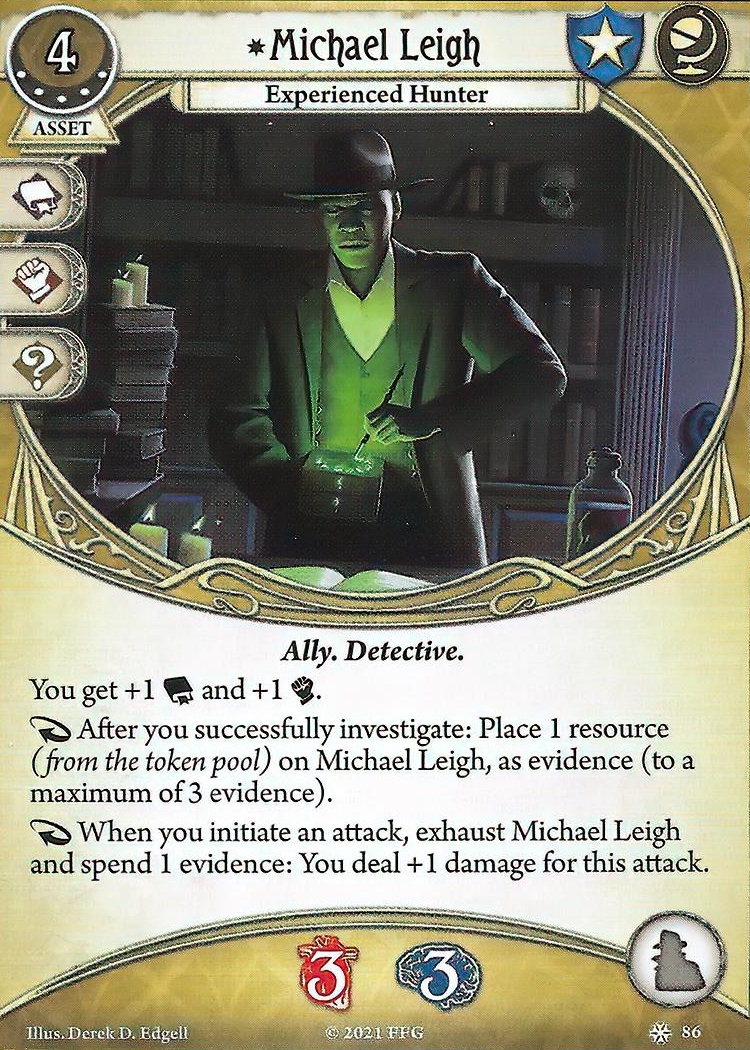 4
Michael Leigh
ASSET
Experienced Hunter
?
Ally. Detective.
You get +1 and +1 .
After you successfully investigate: Place 1 resource
(from the token pool) on Michael Leigh, as evidence (to a
maximum of 3 evidence).
When you initiate an attack, exhaust Michael Leigh
and spend 1 evidence: You deal +1 damage for this attack.
3 3
Illus. Derek D. Edgell © 2021 FFG 86